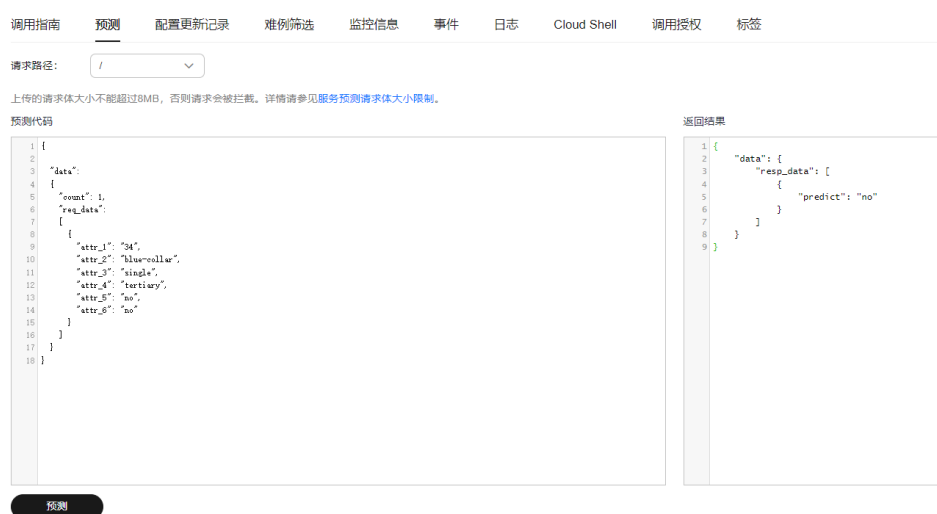 调用指南 预测 配置更新记录 难例筛选 监控信息 事件 日志 Cloud Shell 调用授权 标签
请求路径： /
上传的请求体大小不能超过8MB，否则请求会被拦截。详情请参见服务预测请求体大小限制。
预测代码
1 {
2
3 "data":
4 {
5 "count": 1,
6 "req_data":
7 [
8 {
9 "attr_1": "34",
10 "attr_2": "blue-collar",
11 "attr_3": "single",
12 "attr_4": "tertiary",
13 "attr_5": "no",
14 "attr_6": "no"
15 }
16 ]
17 }
18 }
返回结果
1 {
2 "data": {
3 "resp_data": [
4 {
5 "predict": "no"
6 }
7 ]
8 }
9 }
预测